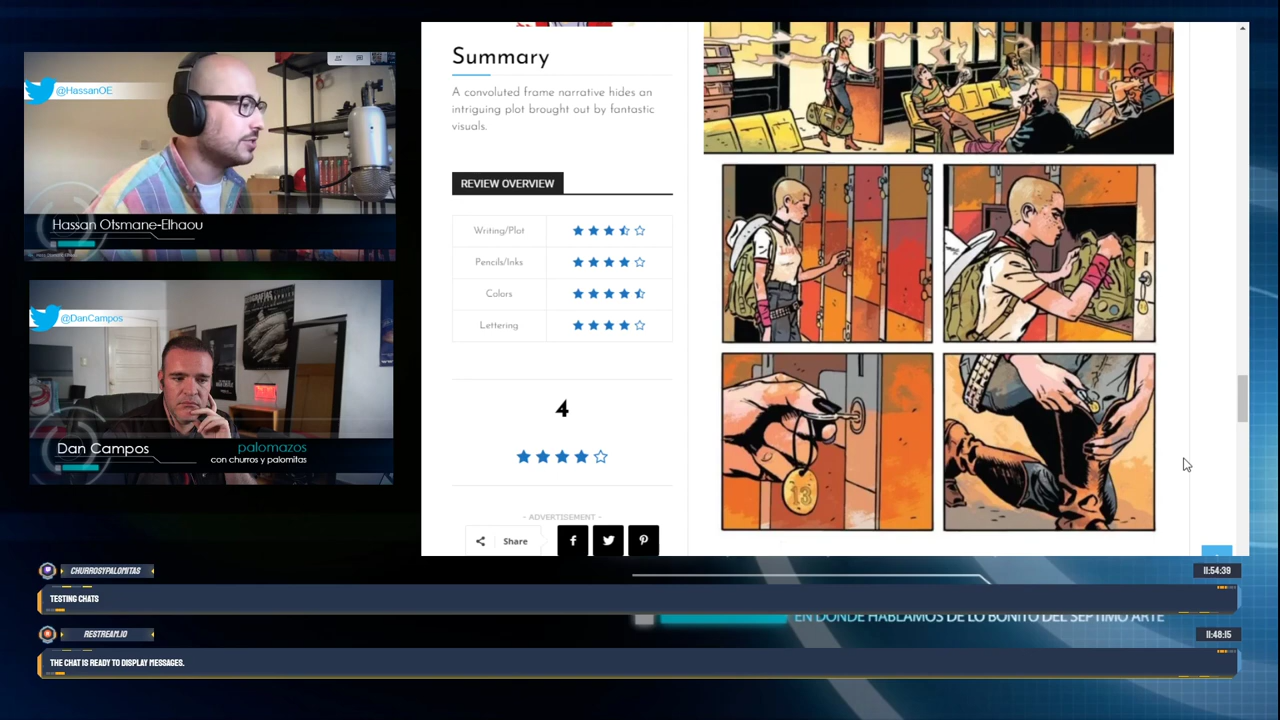 @HassanOE
Hassan Otsmane-Elhaou
@DanCampos
Dan Campos
palomazos
con churros y palomitas
Summary
A convoluted frame narrative hides an
intriguing plot brought out by fantastic
visuals.
REVIEW OVERVIEW
Writing/Plot
Pencils/Inks
Colors
Lettering
4
- ADVERTISEMENT -
Share
13
CHURROSYPALOMITAS
11:54:39
TESTING CHATS
EN DONDE HABLAMOS DE LO BONITO DEL SEPTIMO ARTE
RESTREAM.IO
11:48:15
THE CHAT IS READY TO DISPLAY MESSAGES.